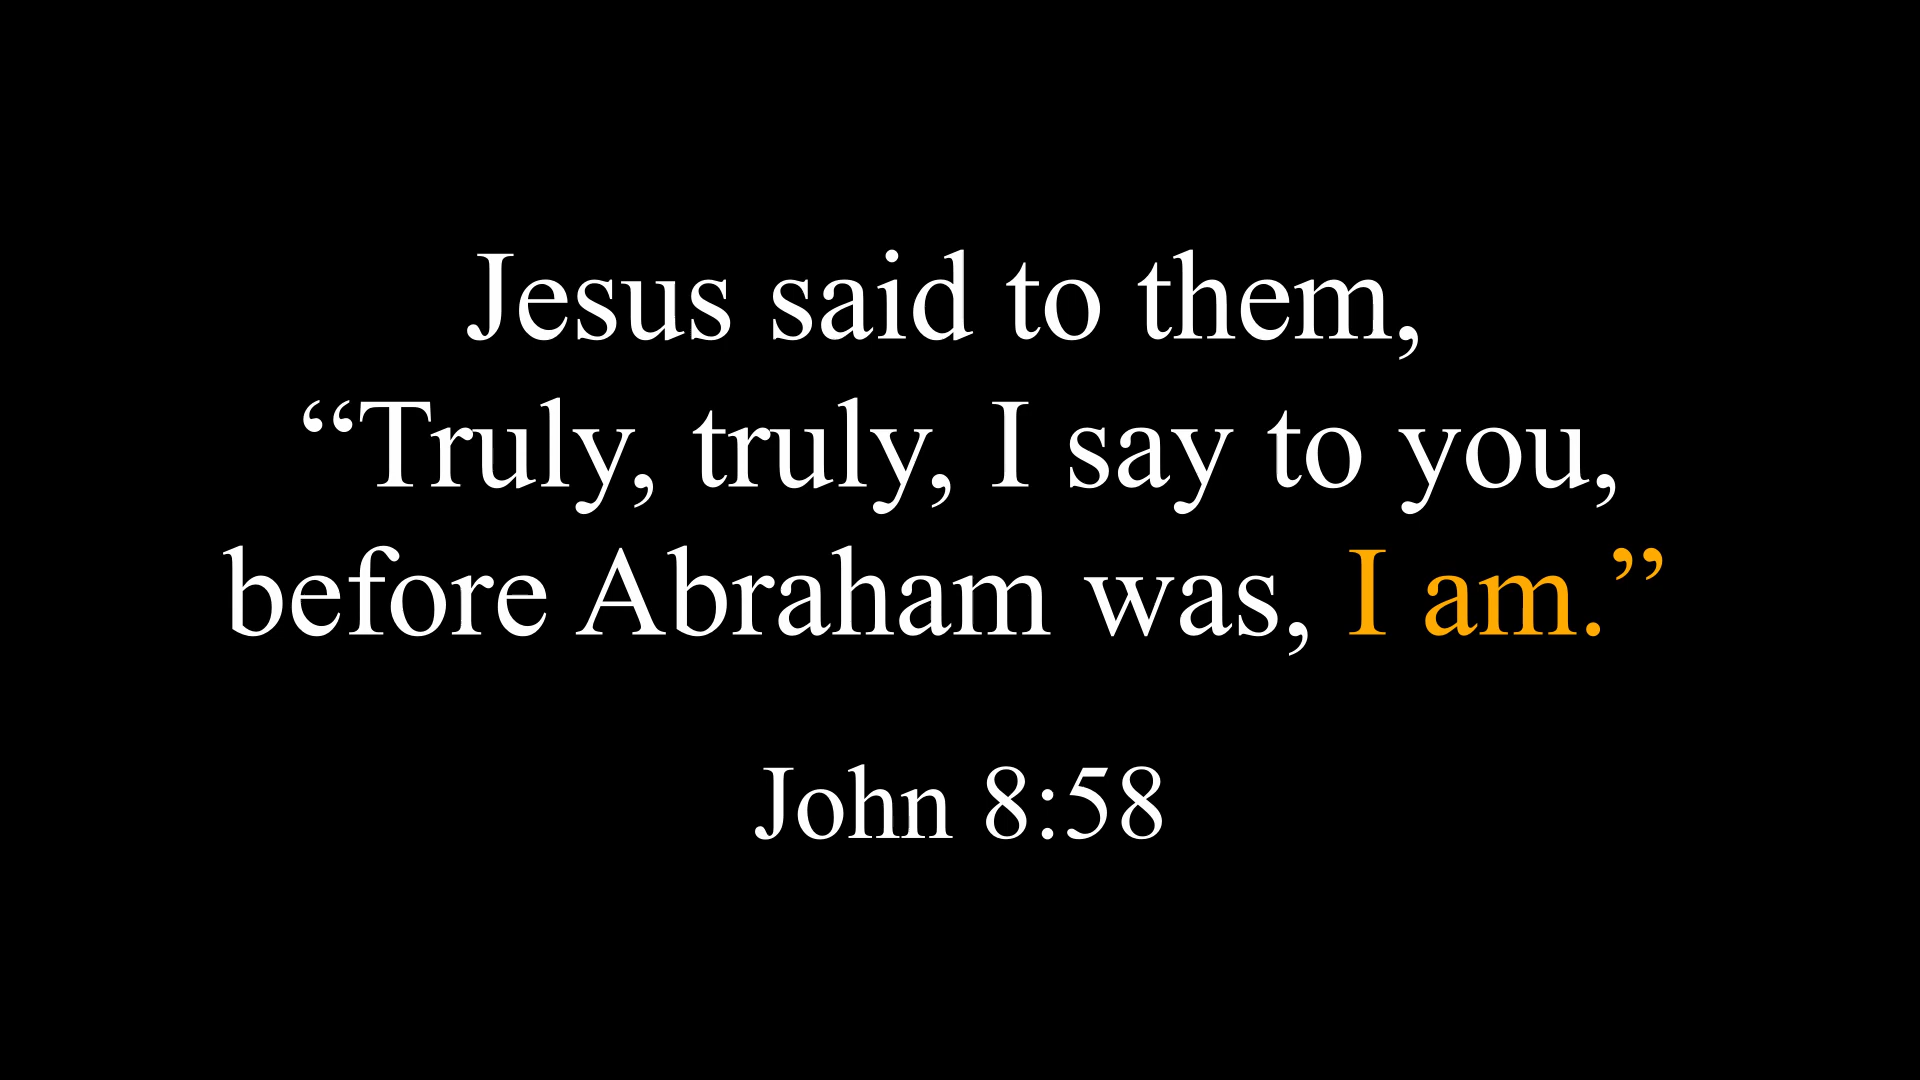 Jesus said to them,
“Truly, truly, I say to you,
before Abraham was, I am.”
John 8:58